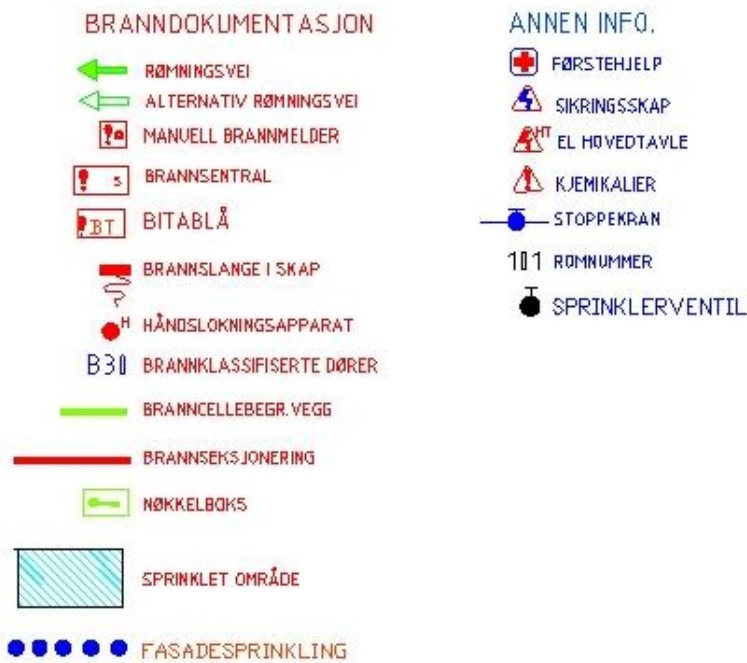 BRANNDOKUMENTASJON
RØMNINGSVEI
ALTERNATIV RØMNINGSVEI
MANUELL BRANNMELDER
S BRANNSENTRAL
BT BITABLÅ
BRANNSLANGE I SKAP
H HÅNDSLOKNINGSAPPARAT
B30 BRANNKLASSIFISERTE DØRER
BRANNCELLEBEGR. VEGG
BRANNSEKSJONERING
NØKKELBOKS
SPRINKLET OMRÅDE
FASADESPRINKLING
ANNEN INFO.
FØRSTEHJELP
SIKRINGSSKAP
HT EL HOVEDTAVLE
KJEMIKALIER
STOPPEKRAN
101 ROMNUMMER
SPRINKLERVENTIL